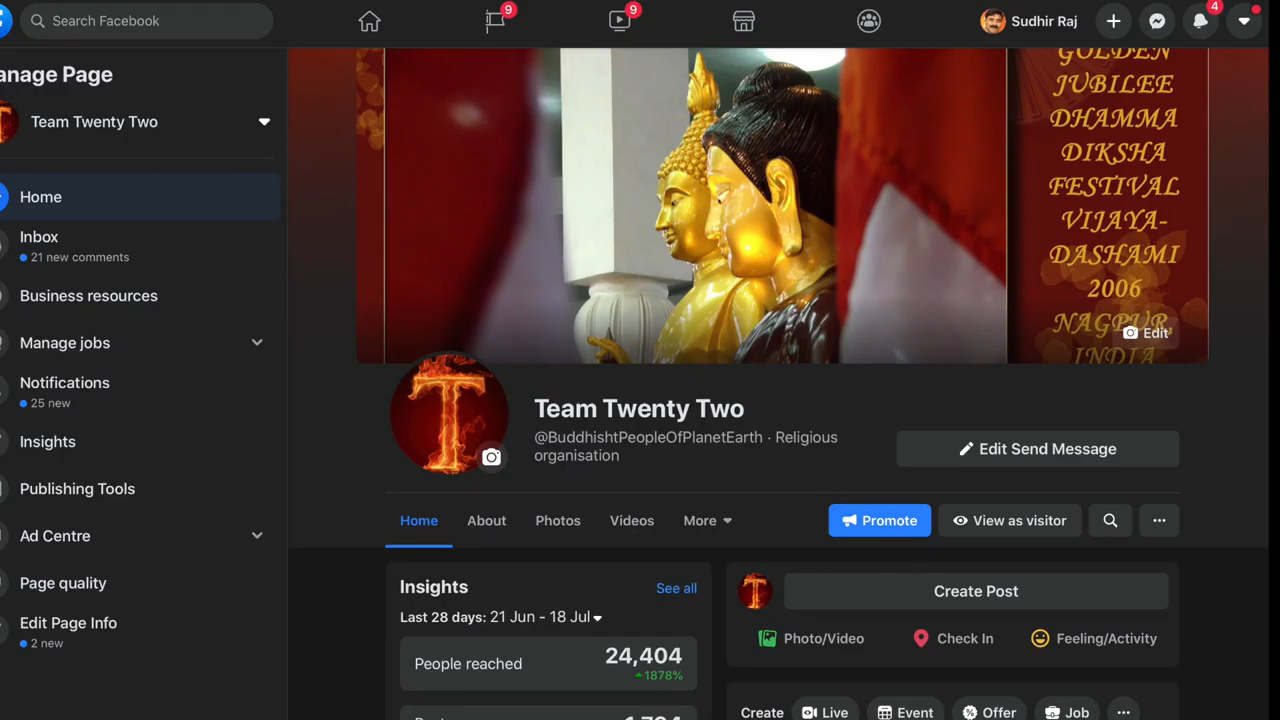 Search Facebook
9
9
Sudhir Raj
4
anage Page
Team Twenty Two
Home
Inbox
21 new comments
Business resources
Manage jobs
Notifications
25 new
Insights
Publishing Tools
Ad Centre
Page quality
Edit Page Info
2 new
GOLDEN
JUBILEE
DHAMMA
DIKSHA
FESTIVAL
VIJAYA-
DASHAMI
2006
NAGPUR
INDIA
Edit
T
Team Twenty Two
@BuddhishtPeopleOfPlanetEarth · Religious
organisation
Edit Send Message
Home About Photos Videos More
Promote View as visitor
Insights See all
Last 28 days: 21 Jun - 18 Jul
People reached 24,404
1878%
Create Post
Photo/Video Check In Feeling/Activity
Create Live Event Offer Job